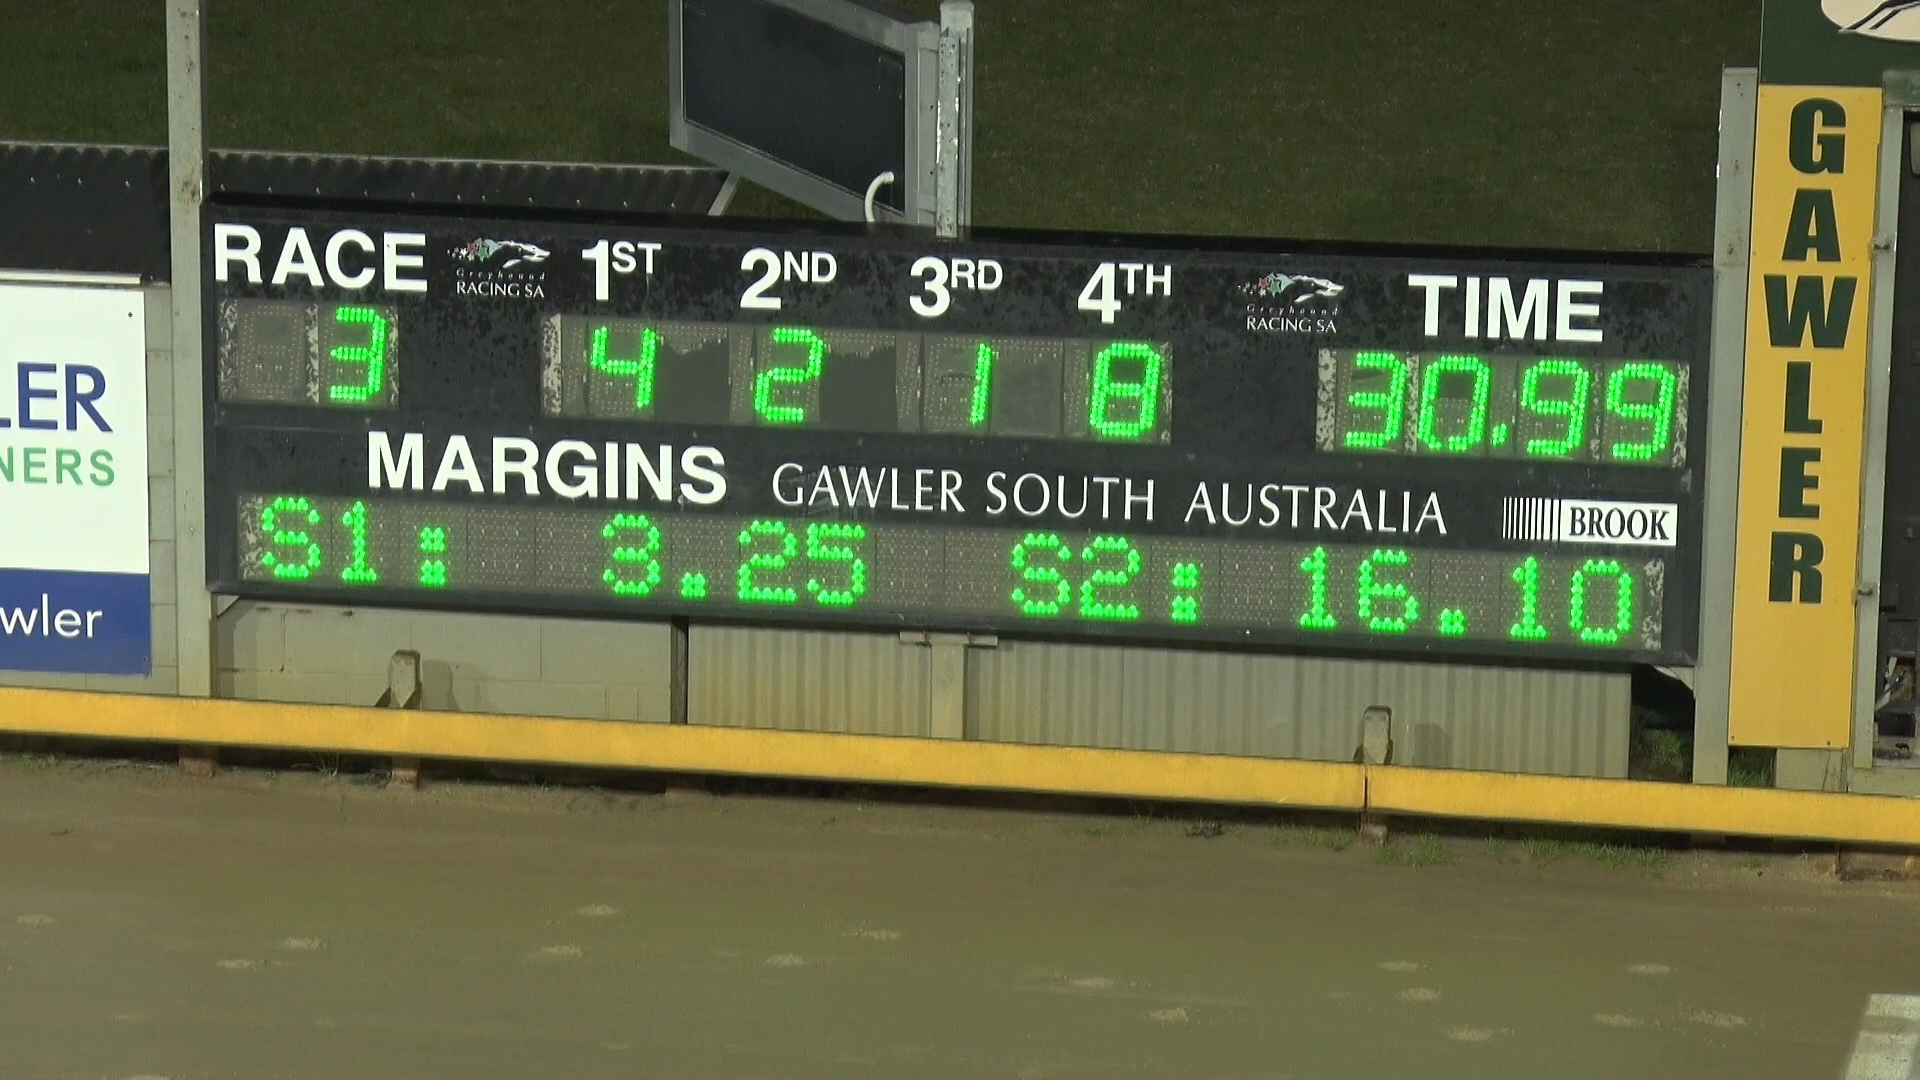 RACE 1ST 2ND 3RD 4TH TIME
Greyhound RACING SA
Greyhound RACING SA
3 4 2 1 8 30.99
MARGINS GAWLER SOUTH AUSTRALIA BROOK
S1: 3.25 S2: 16.10
GAWLER
LER
NERS
wler